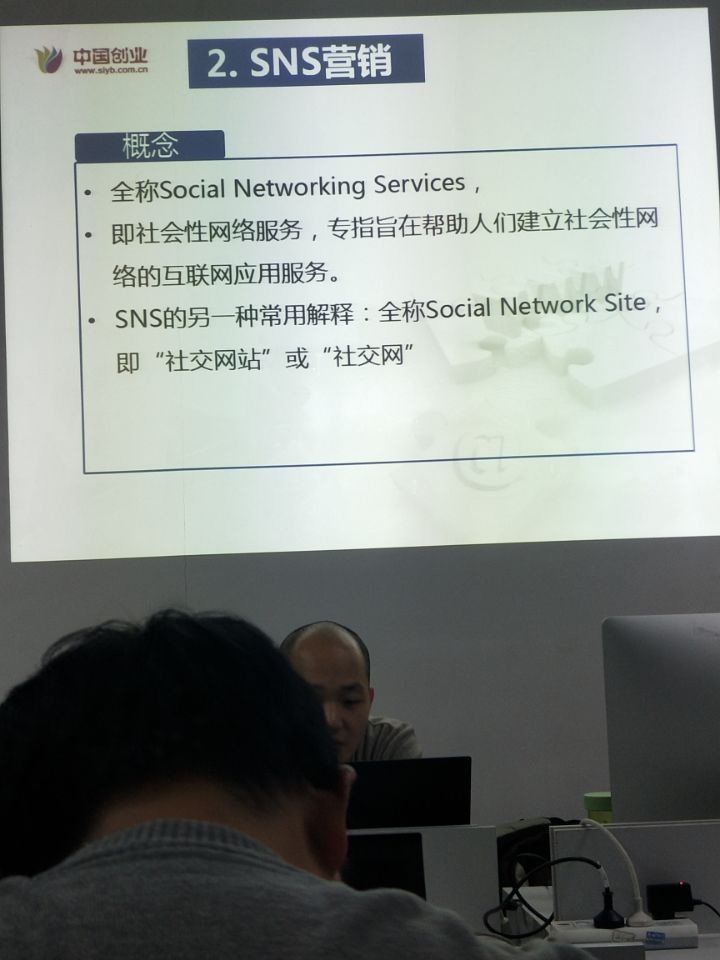 中国创业
www.siyb.com.cn
2. SNS营销
概念
• 全称Social Networking Services，
• 即社会性网络服务，专指旨在帮助人们建立社会性网
络的互联网应用服务。
• SNS的另一种常用解释：全称Social Network Site，
即“社交网站”或“社交网”